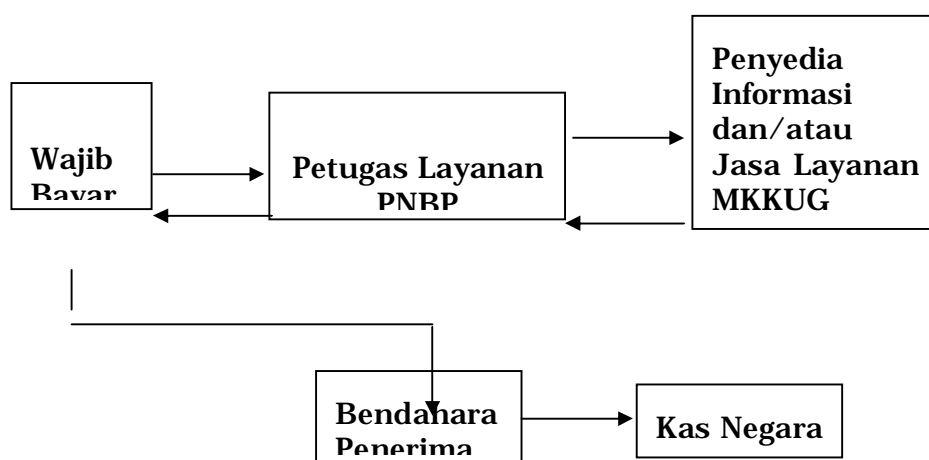 Penyedia
Informasi
dan/atau
Jasa Layanan
MKKUG
Wajib
Bayar
Petugas Layanan
PNBP
Bendahara
Penerima
Kas Negara